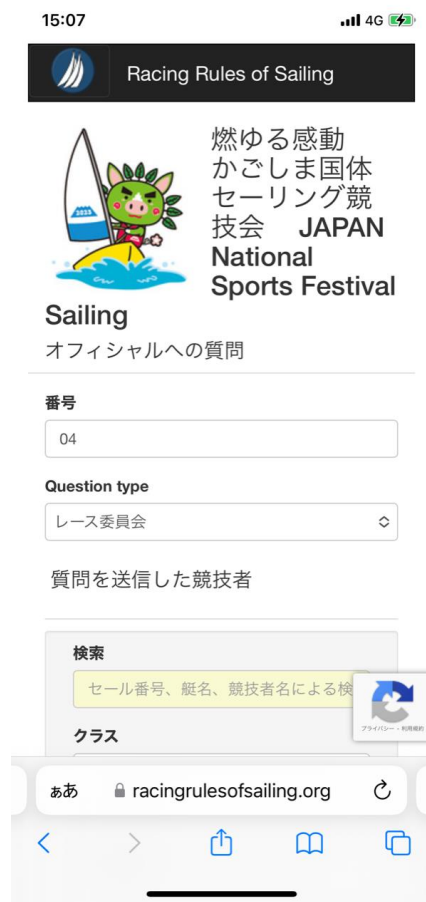 15:07
4G
Racing Rules of Sailing
燃ゆる感動
かごしま国体
セーリング競
技会 JAPAN
National
Sports Festival
Sailing
オフィシャルへの質問
番号
04
Question type
レース委員会
質問を送信した競技者
検索
セール番号、艇名、競技者名による検
プライバシー - 利用規約
クラス
ぁあ
racingrulesofsailing.org